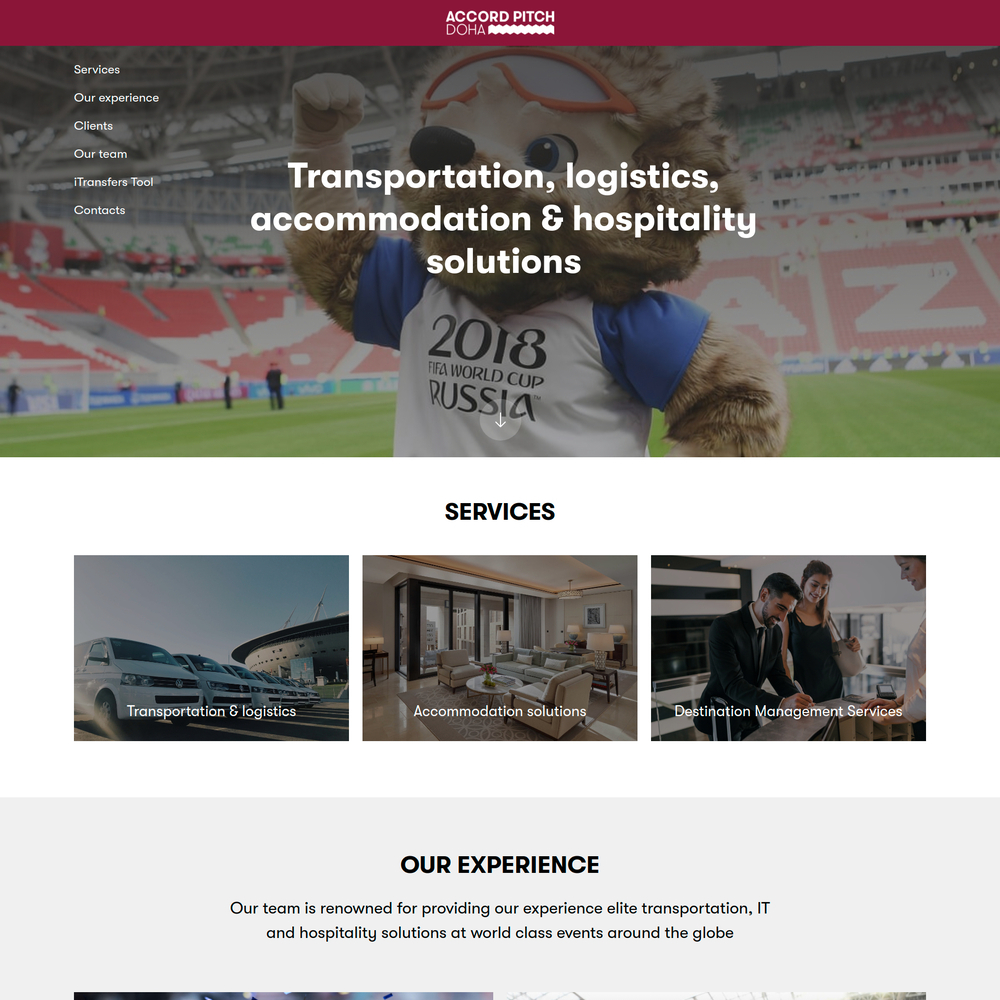 ACCORD PITCH
DOHA
Services
Our experience
Clients
Our team
iTransfers Tool
Contacts
Transportation, logistics,
accommodation & hospitality
solutions
AZ
2018
FIFA WORLD CUP
RUSSIA™
SERVICES
Transportation & logistics
Accommodation solutions
Destination Management Services
OUR EXPERIENCE
Our team is renowned for providing our experience elite transportation, IT
and hospitality solutions at world class events around the globe